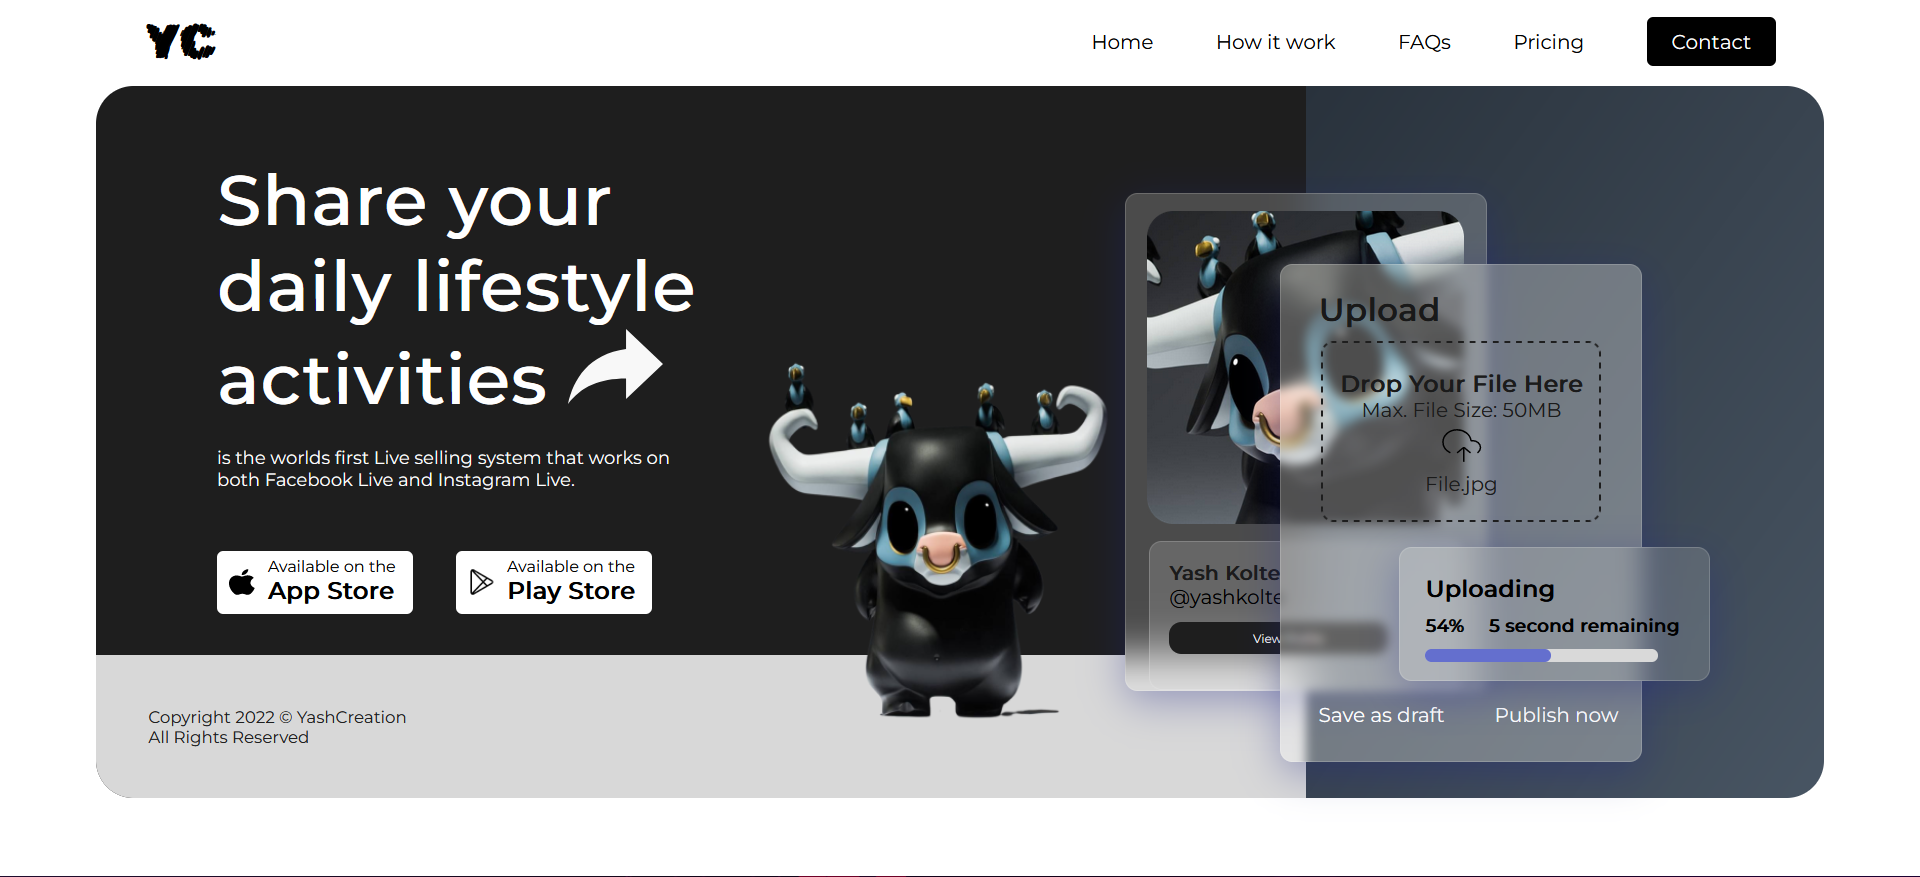 YC
Home
How it work
FAQs
Pricing
Contact
Share your
daily lifestyle
activities
is the worlds first Live selling system that works on
both Facebook Live and Instagram Live.
Available on the
App Store
Available on the
Play Store
Copyright 2022 © YashCreation
All Rights Reserved
Yash Kolte
@yashkolte
View
Upload
Drop Your File Here
Max. File Size: 50MB
File.jpg
Uploading
54% 5 second remaining
Save as draft
Publish now